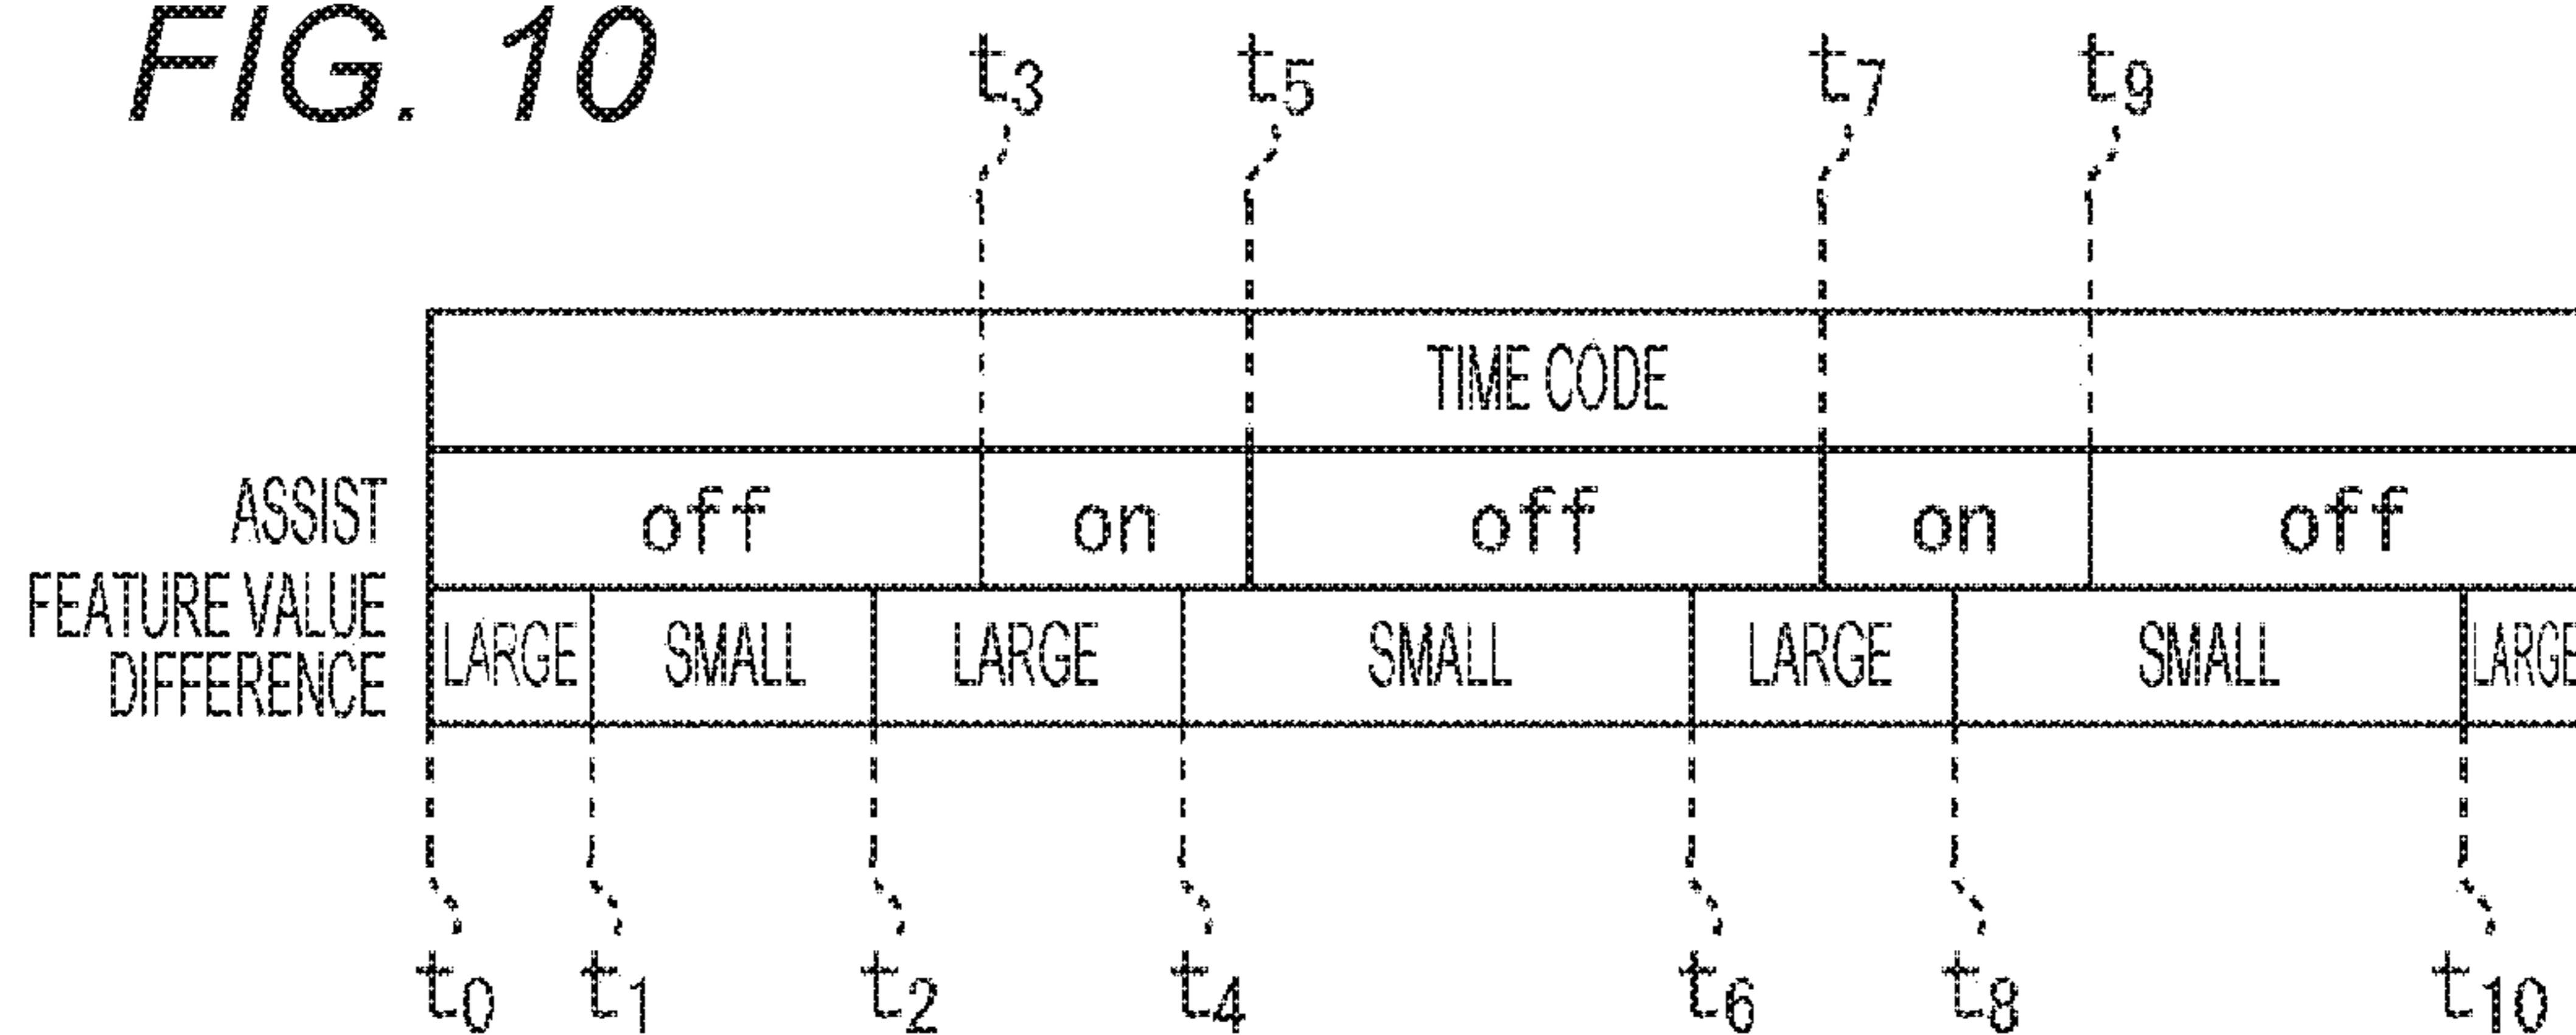 FIG. 10
t3 t5 t7 t9
TIME CODE
ASSIST off on off on off
FEATURE VALUE
DIFFERENCE LARGE SMALL LARGE SMALL LARGE SMALL LARGE
t0 t1 t2 t4 t6 t8 t10